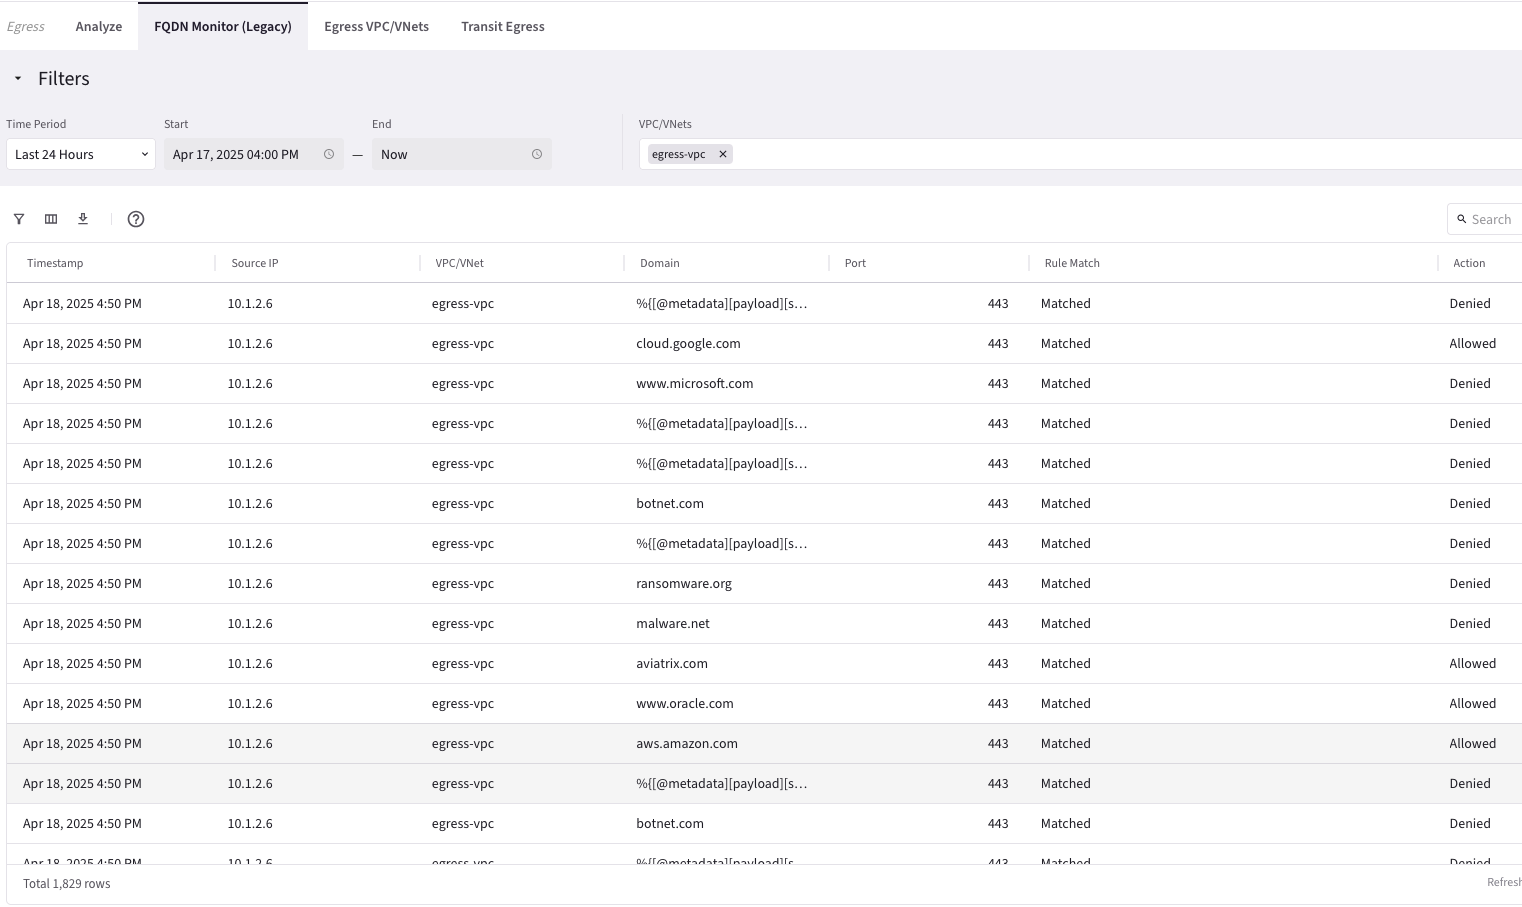 Egress Analyze FQDN Monitor (Legacy) Egress VPC/VNets Transit Egress
Filters
Time Period Start End VPC/VNets
Last 24 Hours Apr 17, 2025 04:00 PM — Now egress-vpc ✕
Search
Timestamp Source IP VPC/VNet Domain Port Rule Match Action
Apr 18, 2025 4:50 PM 10.1.2.6 egress-vpc %{[@metadata][payload][s... 443 Matched Denied
Apr 18, 2025 4:50 PM 10.1.2.6 egress-vpc cloud.google.com 443 Matched Allowed
Apr 18, 2025 4:50 PM 10.1.2.6 egress-vpc www.microsoft.com 443 Matched Denied
Apr 18, 2025 4:50 PM 10.1.2.6 egress-vpc %{[@metadata][payload][s... 443 Matched Denied
Apr 18, 2025 4:50 PM 10.1.2.6 egress-vpc %{[@metadata][payload][s... 443 Matched Denied
Apr 18, 2025 4:50 PM 10.1.2.6 egress-vpc botnet.com 443 Matched Denied
Apr 18, 2025 4:50 PM 10.1.2.6 egress-vpc %{[@metadata][payload][s... 443 Matched Denied
Apr 18, 2025 4:50 PM 10.1.2.6 egress-vpc ransomware.org 443 Matched Denied
Apr 18, 2025 4:50 PM 10.1.2.6 egress-vpc malware.net 443 Matched Denied
Apr 18, 2025 4:50 PM 10.1.2.6 egress-vpc aviatrix.com 443 Matched Allowed
Apr 18, 2025 4:50 PM 10.1.2.6 egress-vpc www.oracle.com 443 Matched Allowed
Apr 18, 2025 4:50 PM 10.1.2.6 egress-vpc aws.amazon.com 443 Matched Allowed
Apr 18, 2025 4:50 PM 10.1.2.6 egress-vpc %{[@metadata][payload][s... 443 Matched Denied
Apr 18, 2025 4:50 PM 10.1.2.6 egress-vpc botnet.com 443 Matched Denied
Apr 18, 2025 4:50 PM 10.1.2.6 egress-vpc %{[@metadata][payload][s... 443 Matched Denied
Total 1,829 rows Refresh